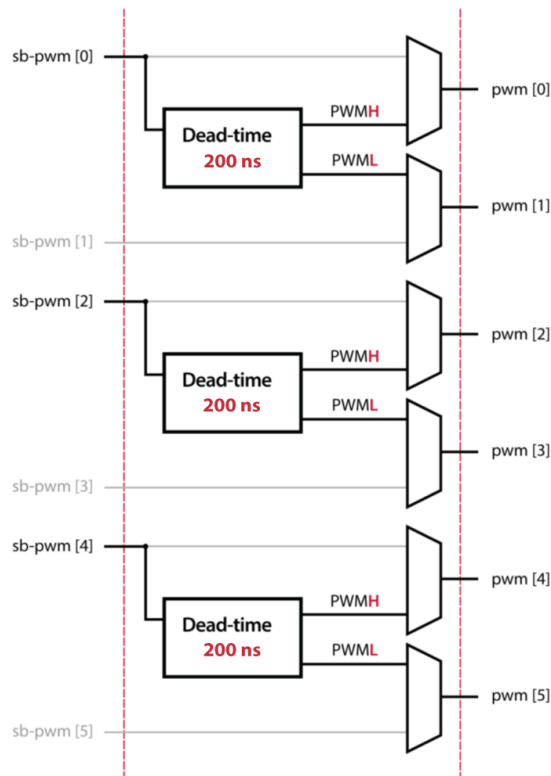 sb-pwm [0]
pwm [0]
PWMH
Dead-time
200 ns
PWML
pwm [1]
sb-pwm [1]
sb-pwm [2]
pwm [2]
PWMH
Dead-time
200 ns
PWML
pwm [3]
sb-pwm [3]
sb-pwm [4]
pwm [4]
PWMH
Dead-time
200 ns
PWML
pwm [5]
sb-pwm [5]